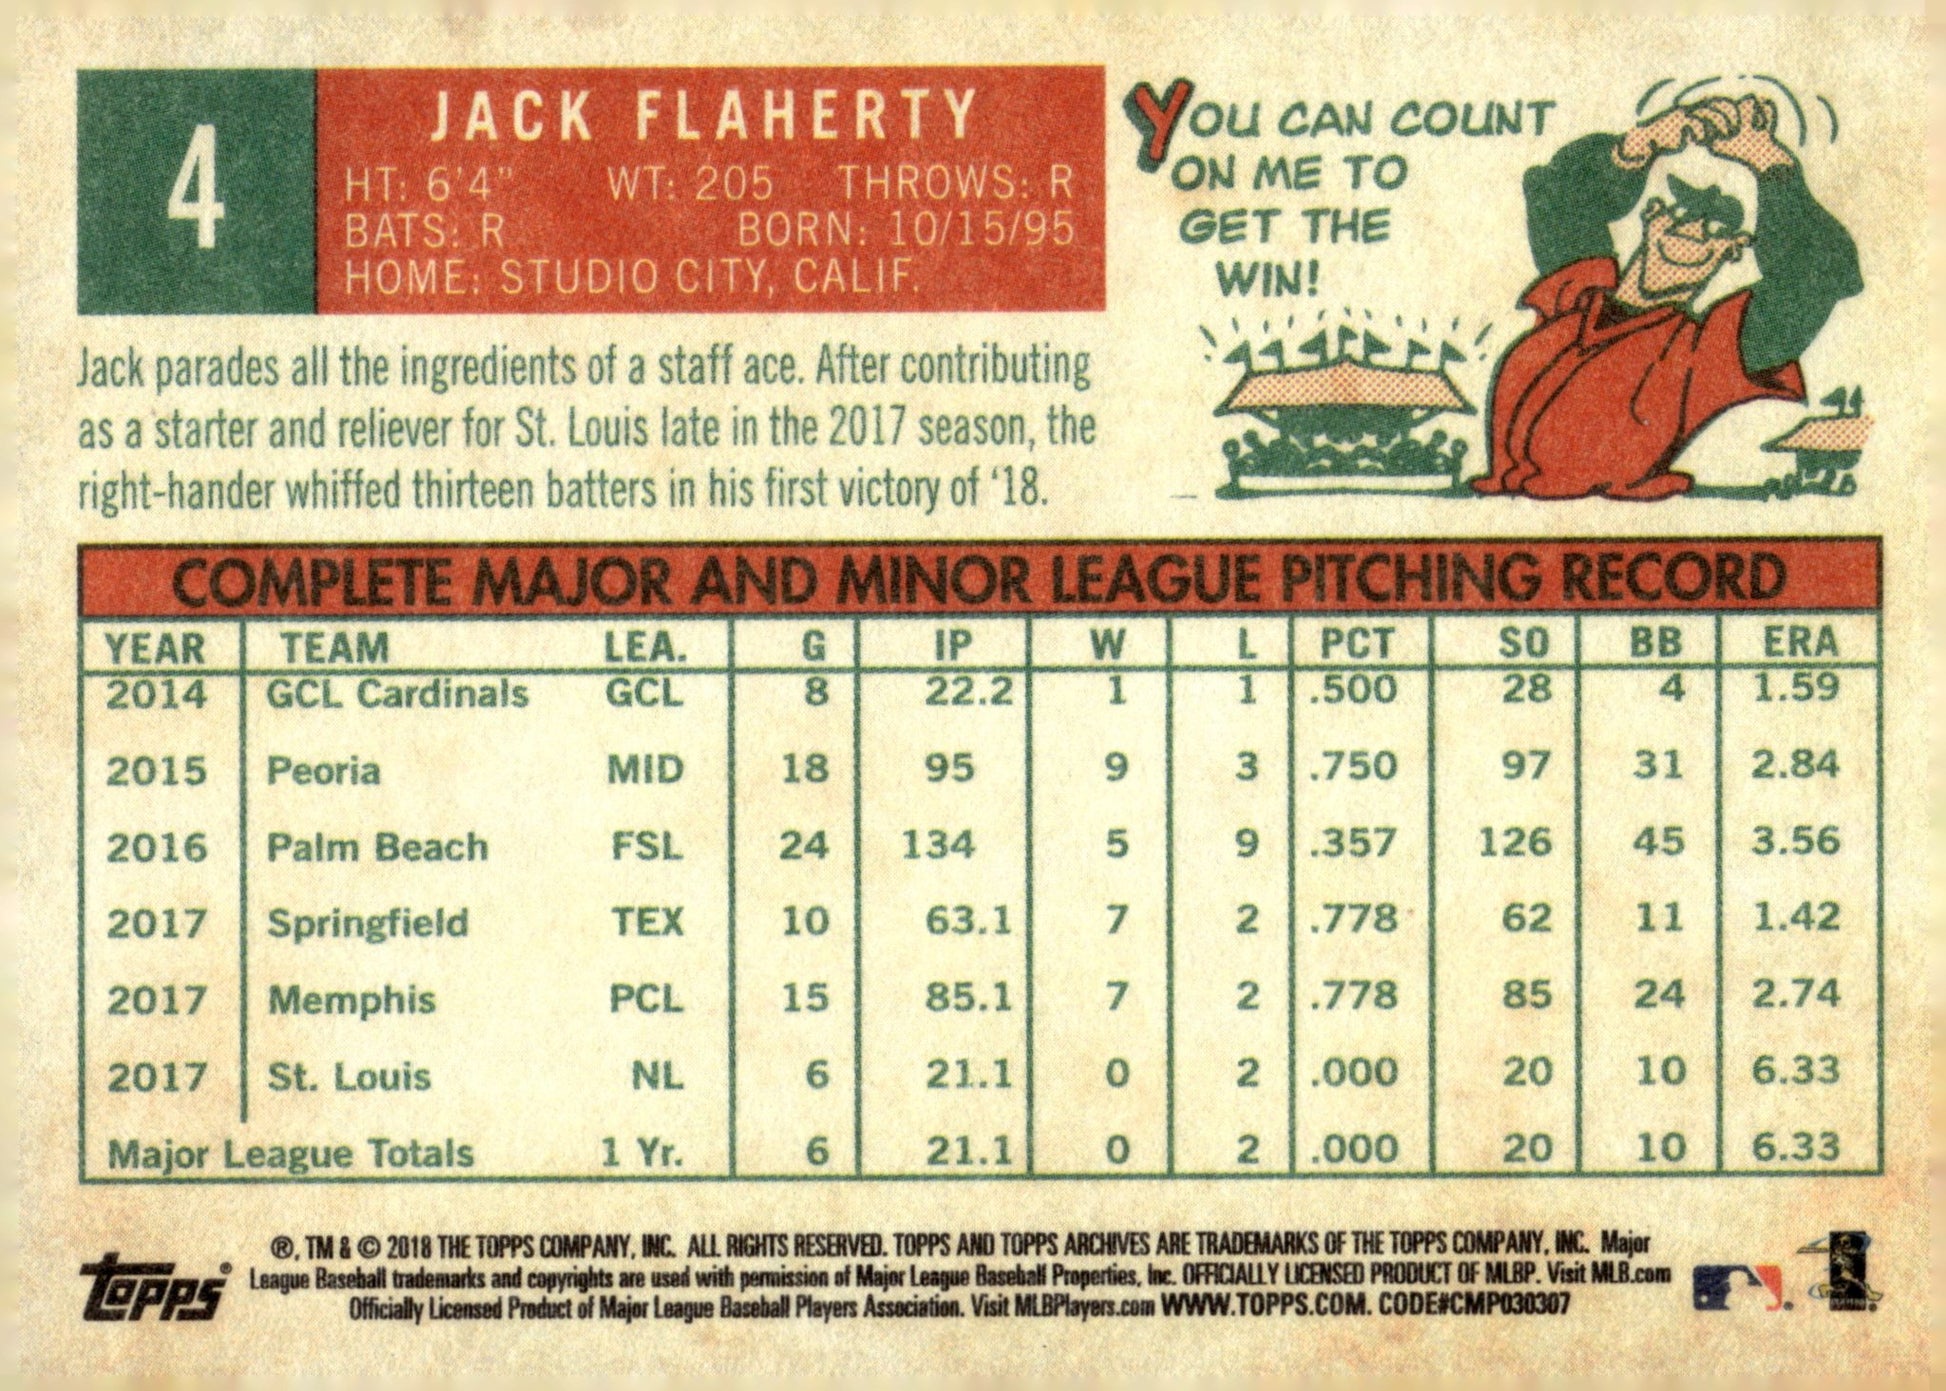 4
JACK FLAHERTY
HT: 6'4" WT: 205 THROWS: R
BATS: R BORN: 10/15/95
HOME: STUDIO CITY, CALIF.
YOU CAN COUNT
ON ME TO
GET THE
WIN!
Jack parades all the ingredients of a staff ace. After contributing
as a starter and reliever for St. Louis late in the 2017 season, the
right-hander whiffed thirteen batters in his first victory of ‘18.
COMPLETE MAJOR AND MINOR LEAGUE PITCHING RECORD
YEAR TEAM LEA. G IP W L PCT SO BB ERA
2014 GCL Cardinals GCL 8 22.2 1 1 .500 28 4 1.59
2015 Peoria MID 18 95 9 3 .750 97 31 2.84
2016 Palm Beach FSL 24 134 5 9 .357 126 45 3.56
2017 Springfield TEX 10 63.1 7 2 .778 62 11 1.42
2017 Memphis PCL 15 85.1 7 2 .778 85 24 2.74
2017 St. Louis NL 6 21.1 0 2 .000 20 10 6.33
Major League Totals 1 Yr. 6 21.1 0 2 .000 20 10 6.33
topps®
®, TM & © 2018 THE TOPPS COMPANY, INC. ALL RIGHTS RESERVED. TOPPS AND TOPPS ARCHIVES ARE TRADEMARKS OF THE TOPPS COMPANY, INC. Major
League Baseball trademarks and copyrights are used with permission of Major League Baseball Properties, Inc. OFFICIALLY LICENSED PRODUCT OF MLBP. Visit MLB.com
Officially Licensed Product of Major League Baseball Players Association. Visit MLBPlayers.com WWW.TOPPS.COM. CODE#CMP030307